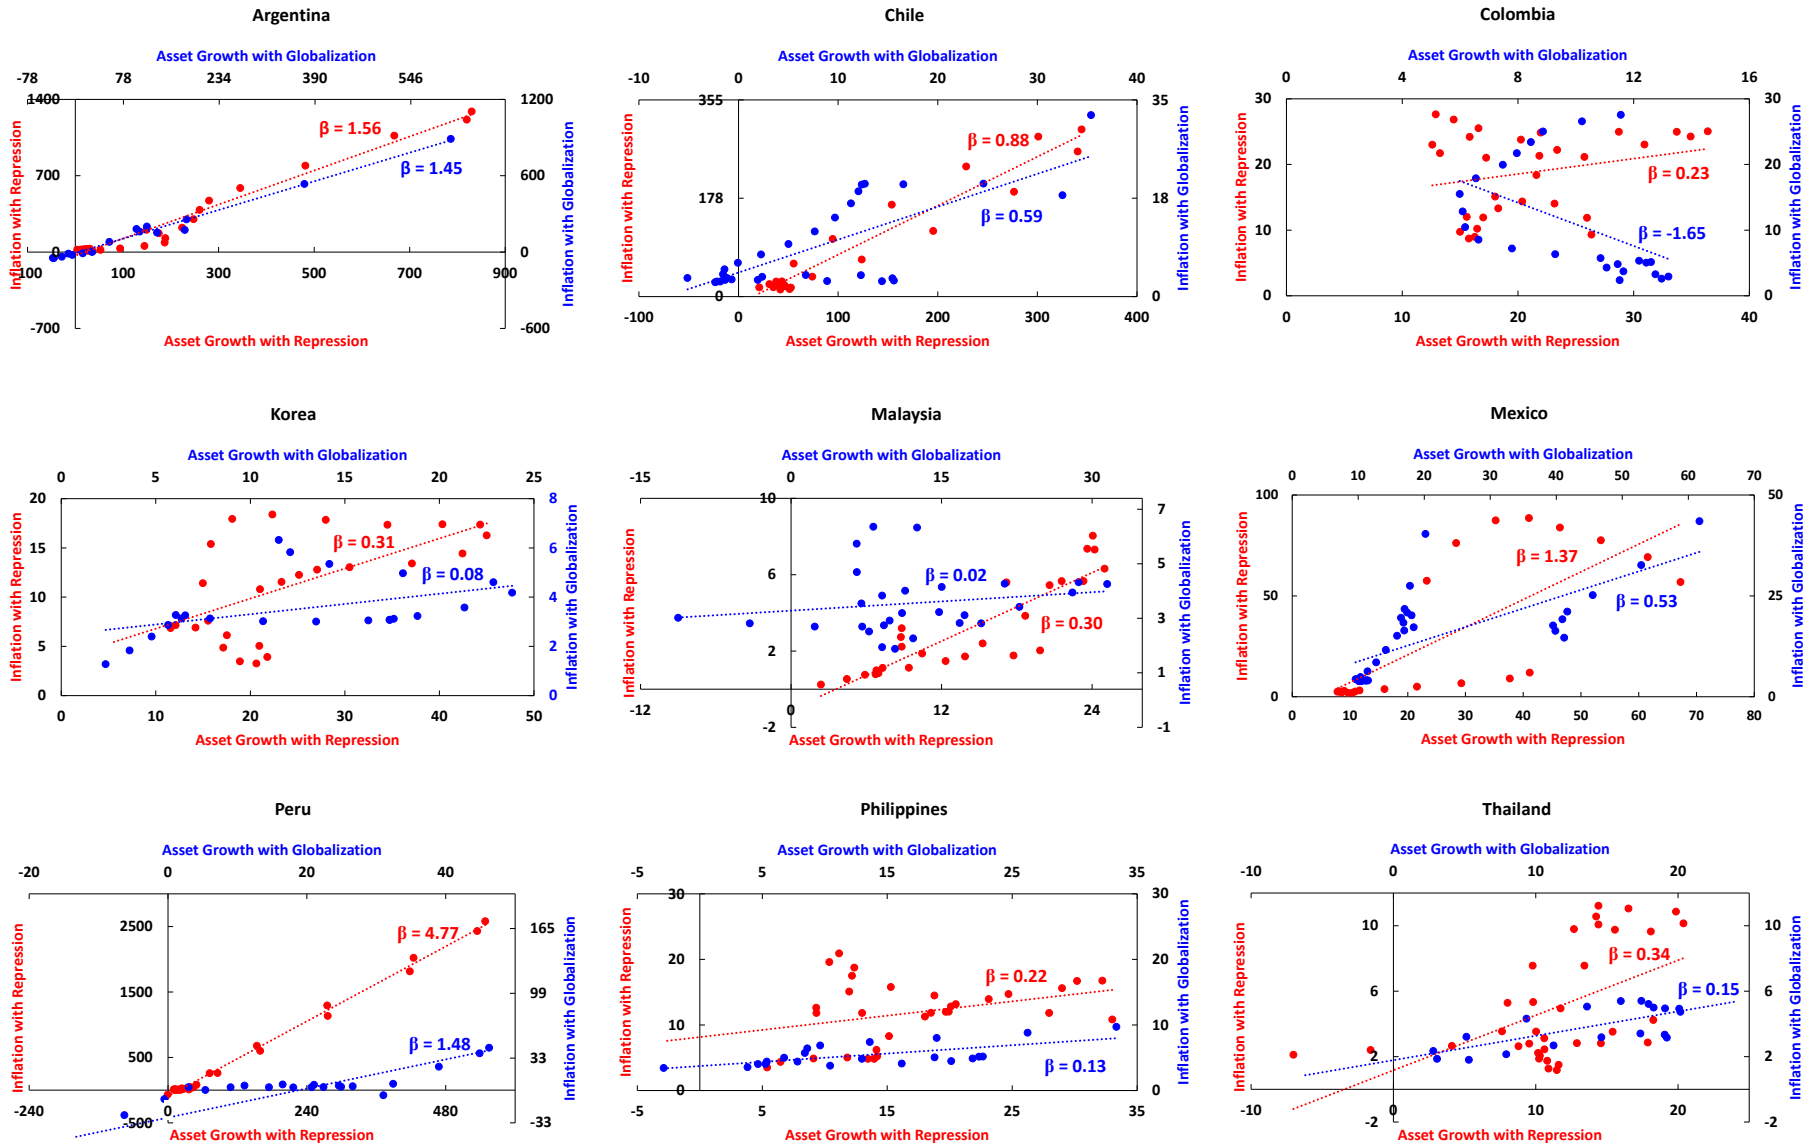 Argentina
Asset Growth with Globalization
-78 78 234 390 546
1400 1200
β = 1.56
β = 1.45
700 600
0 0
-100 100 300 500 700 900
-700 -600
Inflation with Repression
Inflation with Globalization
Asset Growth with Repression
Chile
Asset Growth with Globalization
-10 0 10 20 30 40
355 35
β = 0.88
178 18
β = 0.59
0 0
-100 0 100 200 300 400
Inflation with Repression
Inflation with Globalization
Asset Growth with Repression
Colombia
Asset Growth with Globalization
0 4 8 12 16
30 30
20 20
β = 0.23
β = -1.65
10 10
0 0
0 10 20 30 40
Inflation with Repression
Inflation with Globalization
Asset Growth with Repression
Korea
Asset Growth with Globalization
0 5 10 15 20 25
20 8
15 6
β = 0.31
β = 0.08
10 4
5 2
0 0
0 10 20 30 40 50
Inflation with Repression
Inflation with Globalization
Asset Growth with Repression
Malaysia
Asset Growth with Globalization
-15 0 15 30
10 7
6 5
β = 0.02
3
β = 0.30
2 1
-12 0 12 24
-2 -1
Inflation with Repression
Inflation with Globalization
Asset Growth with Repression
Mexico
Asset Growth with Globalization
0 10 20 30 40 50 60 70
100 50
β = 1.37
50 25
β = 0.53
0 0
0 10 20 30 40 50 60 70 80
Inflation with Repression
Inflation with Globalization
Asset Growth with Repression
Peru
Asset Growth with Globalization
-20 0 20 40
2500 165
β = 4.77
1500 99
β = 1.48
500 33
-240 0 240 480
-500 -33
Inflation with Repression
Inflation with Globalization
Asset Growth with Repression
Philippines
Asset Growth with Globalization
-5 5 15 25 35
30 30
20 20
β = 0.22
10 10
β = 0.13
0 0
-5 5 15 25 35
Inflation with Repression
Inflation with Globalization
Asset Growth with Repression
Thailand
Asset Growth with Globalization
-10 0 10 20
10 10
β = 0.34
6 6
β = 0.15
2 2
-2 -2
-10 0 10 20
Inflation with Repression
Inflation with Globalization
Asset Growth with Repression